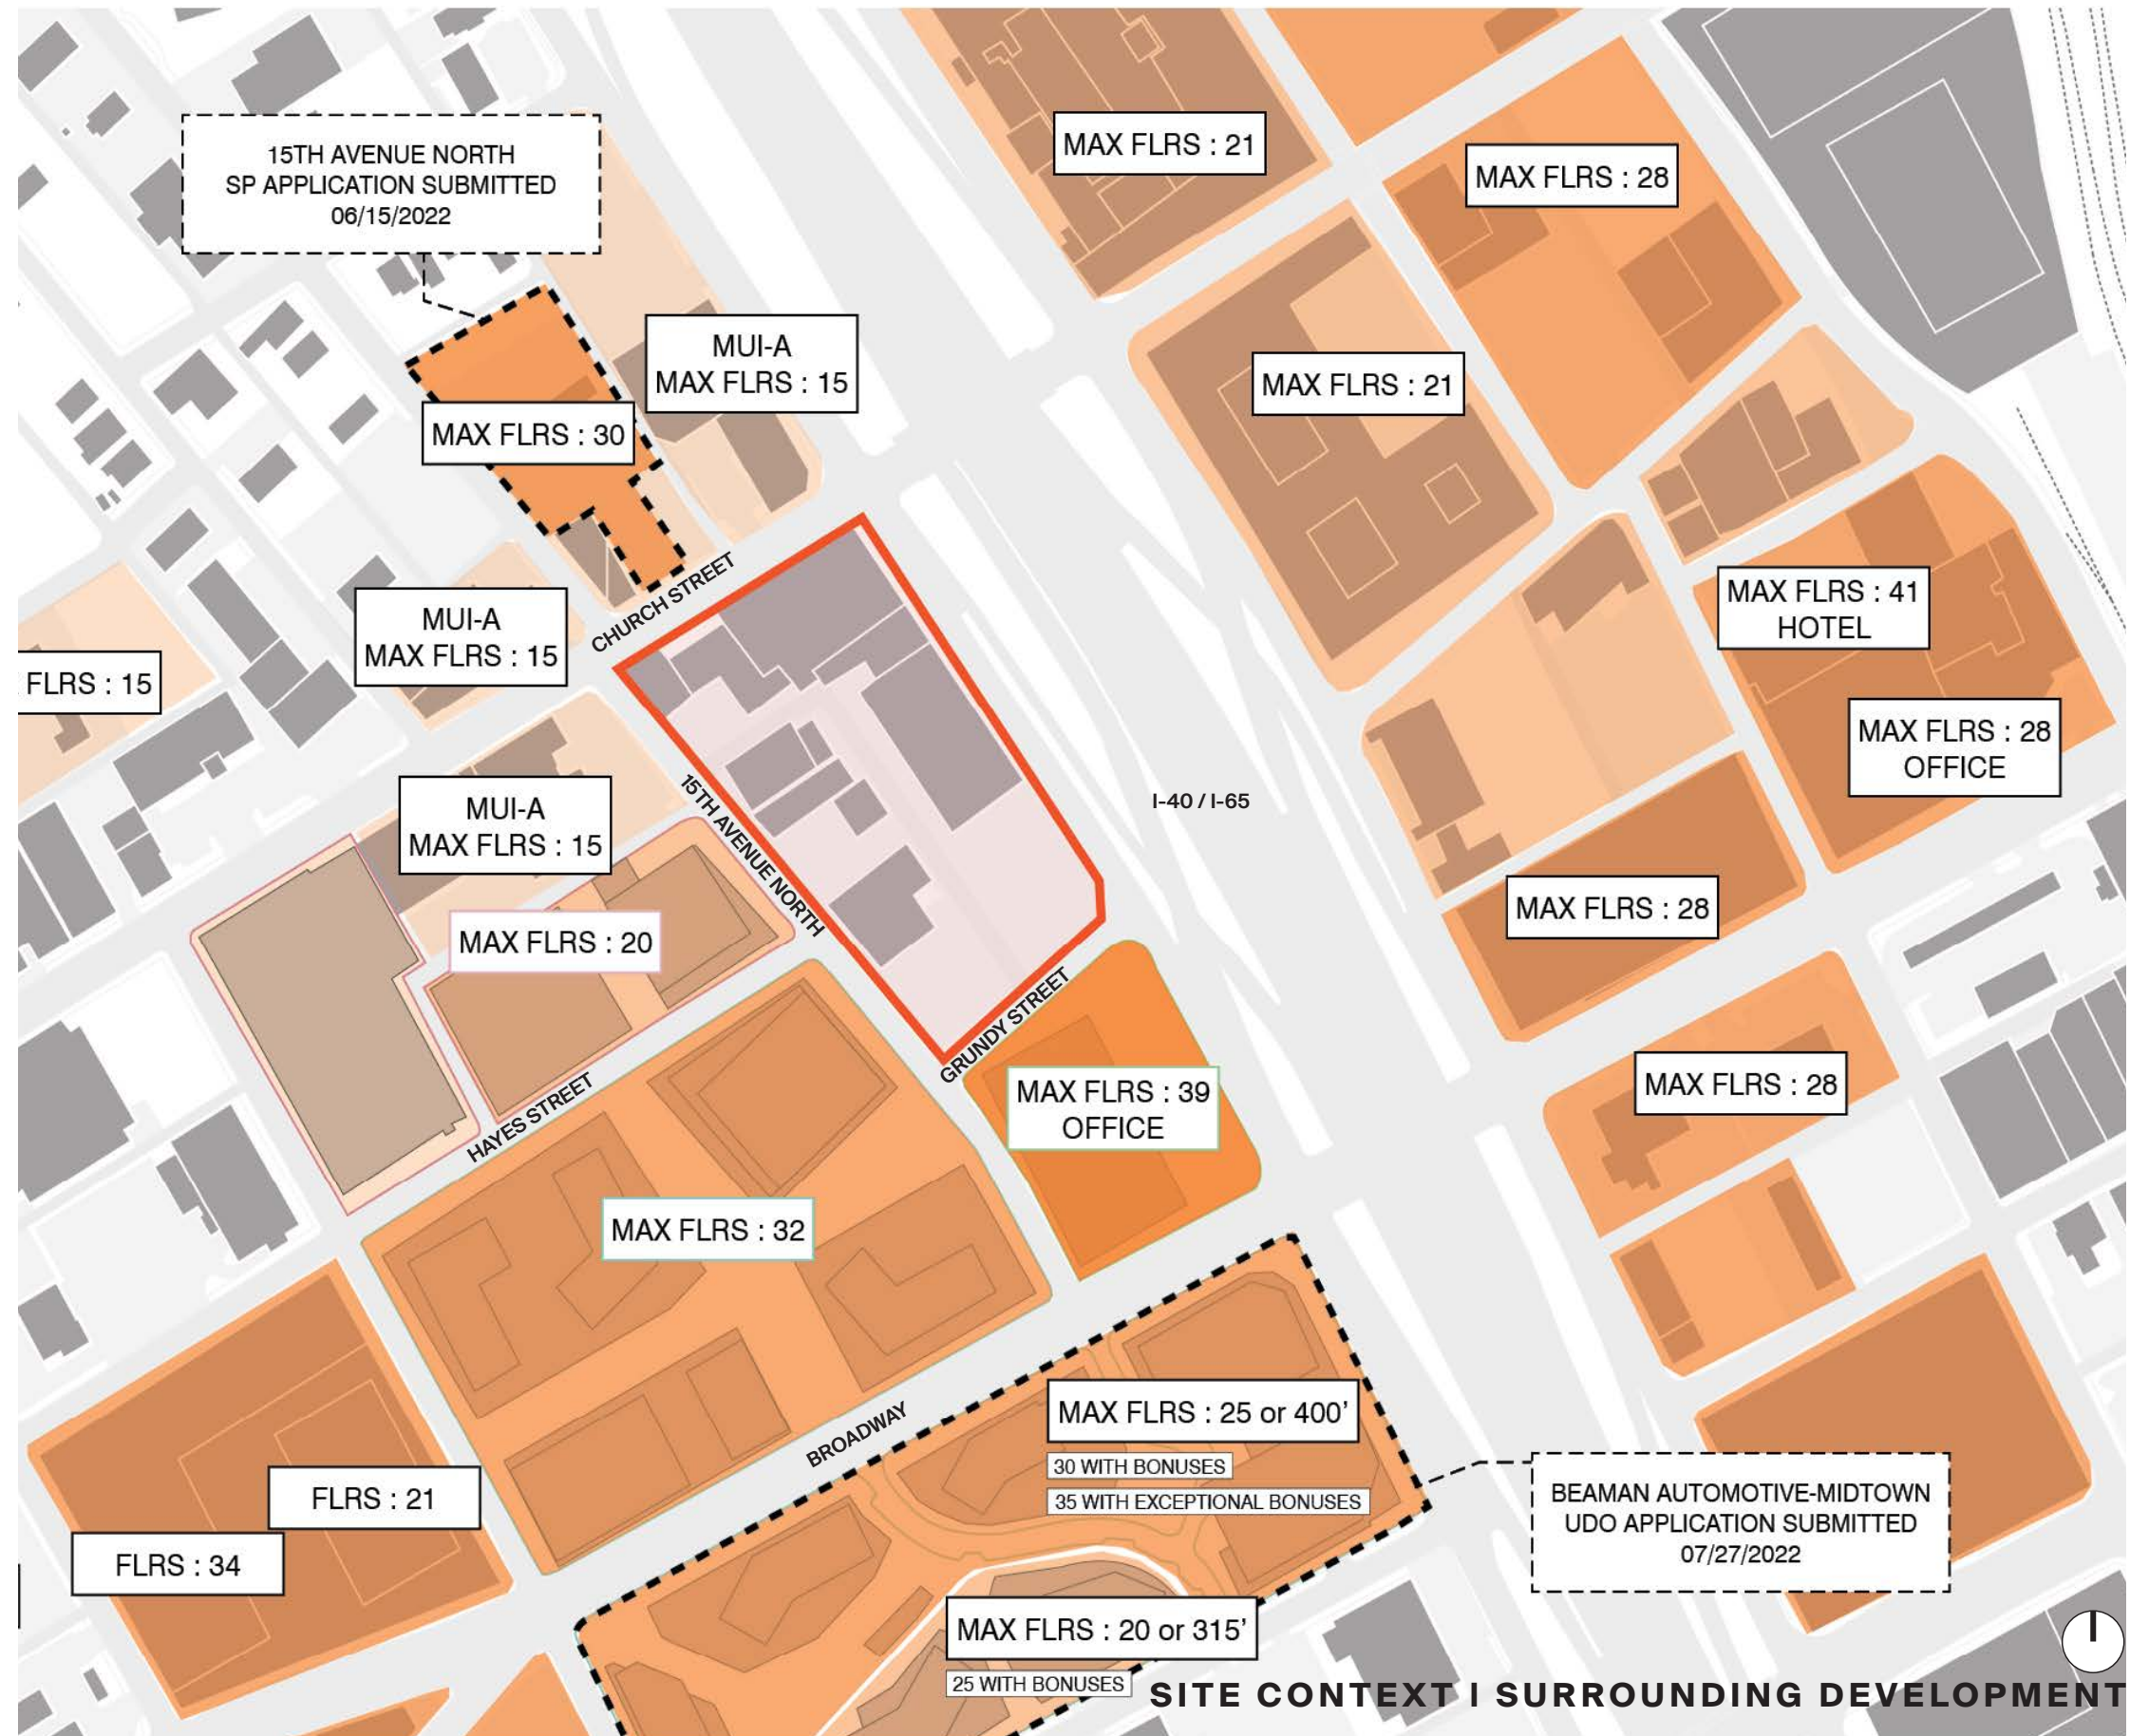 15TH AVENUE NORTH
SP APPLICATION SUBMITTED
06/15/2022
MAX FLRS : 21
MAX FLRS : 28
MUI-A
MAX FLRS : 15
MAX FLRS : 30
MAX FLRS : 21
CHURCH STREET
MUI-A
MAX FLRS : 15
FLRS : 15
MAX FLRS : 41
HOTEL
MAX FLRS : 28
OFFICE
MUI-A
MAX FLRS : 15
15TH AVENUE NORTH
I-40 / I-65
MAX FLRS : 20
MAX FLRS : 28
GRUNDY STREET
MAX FLRS : 39
OFFICE
MAX FLRS : 28
HAYES STREET
MAX FLRS : 32
BROADWAY
MAX FLRS : 25 or 400’
30 WITH BONUSES
35 WITH EXCEPTIONAL BONUSES
FLRS : 21
FLRS : 34
BEAMAN AUTOMOTIVE-MIDTOWN
UDO APPLICATION SUBMITTED
07/27/2022
MAX FLRS : 20 or 315’
25 WITH BONUSES
SITE CONTEXT I SURROUNDING DEVELOPMENT